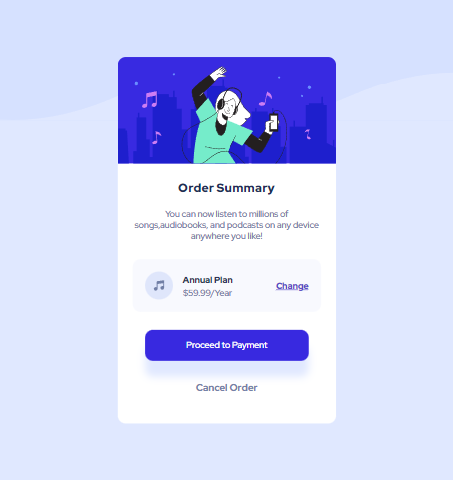 Order Summary
You can now listen to millions of
songs,audiobooks, and podcasts on any device
anywhere you like!
Annual Plan
$59.99/Year
Change
Proceed to Payment
Cancel Order